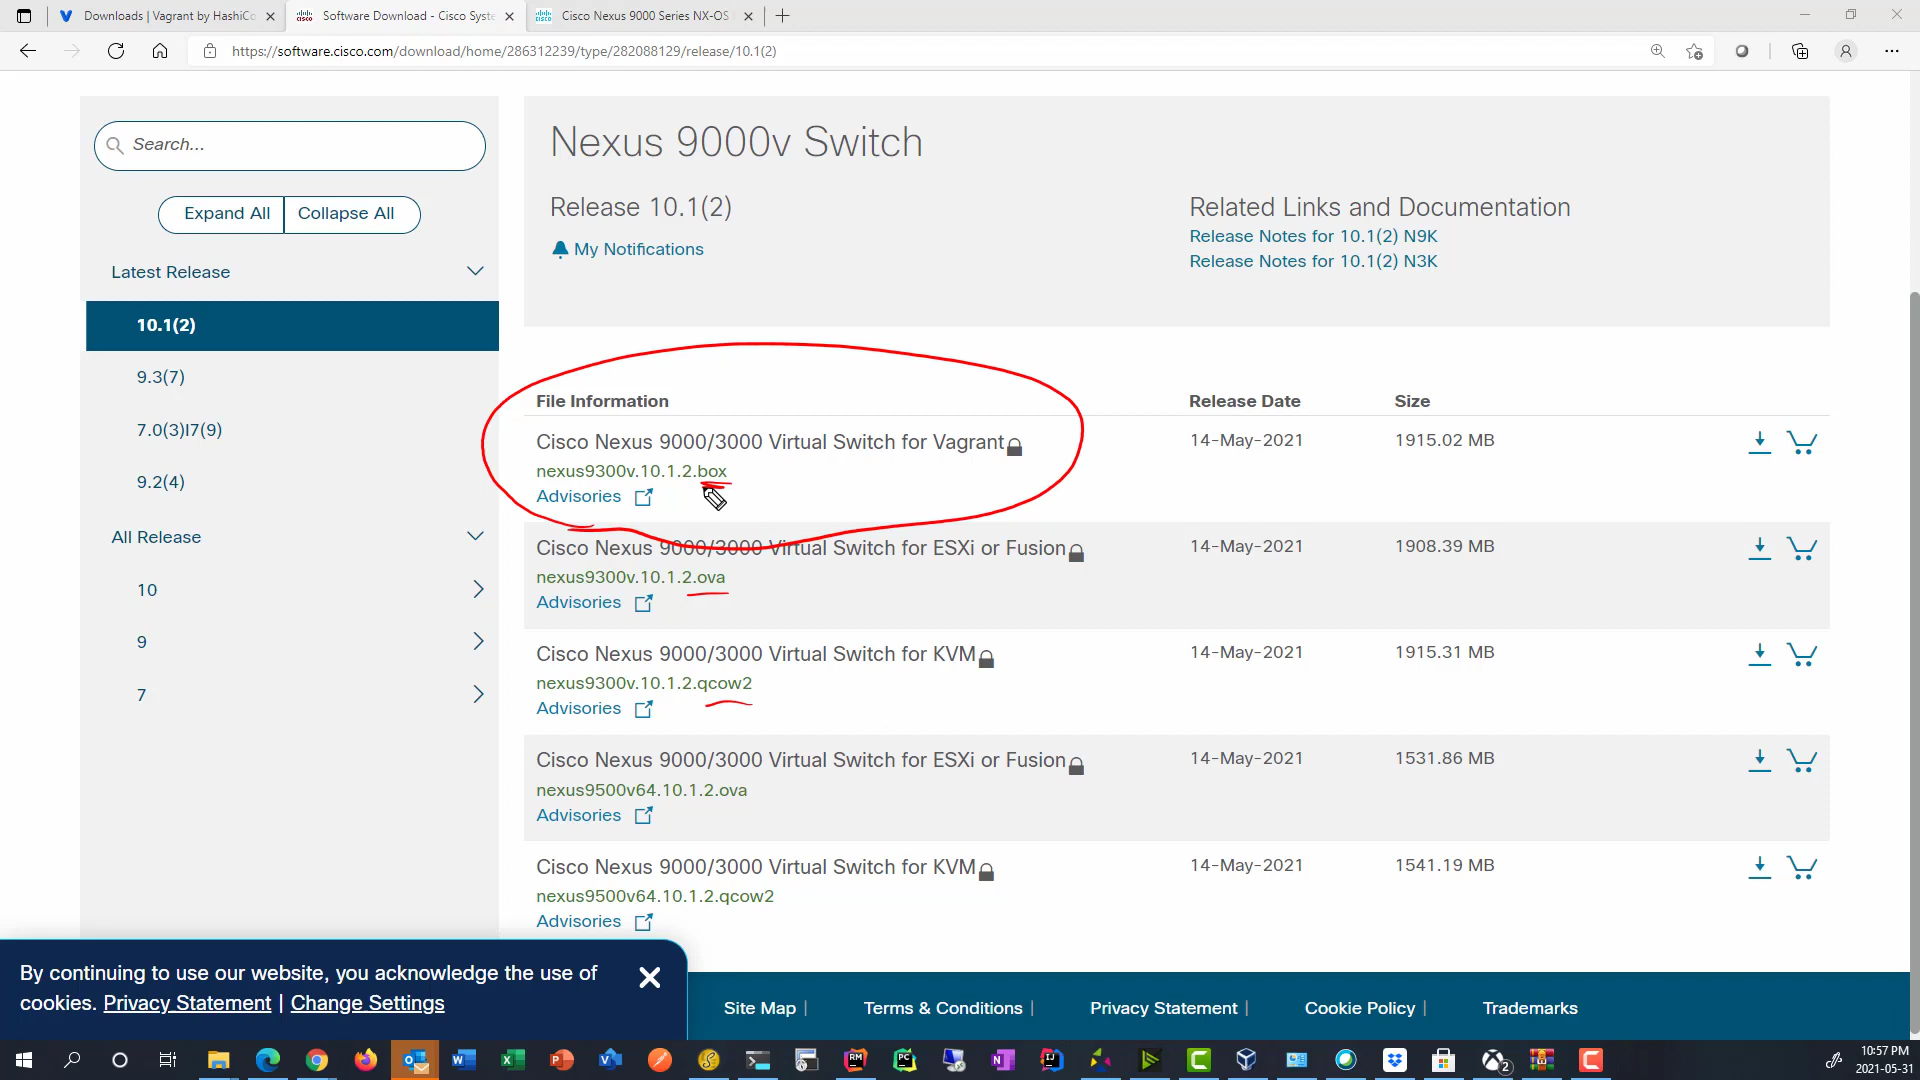 Downloads | Vagrant by HashiCo
Software Download - Cisco Syste
Cisco Nexus 9000 Series NX-OS
https://software.cisco.com/download/home/286312239/type/282088129/release/10.1(2)
Search...
Expand All
Collapse All
Latest Release
10.1(2)
9.3(7)
7.0(3)I7(9)
9.2(4)
All Release
10
9
7
Nexus 9000v Switch
Release 10.1(2)
My Notifications
Related Links and Documentation
Release Notes for 10.1(2) N9K
Release Notes for 10.1(2) N3K
File Information
Release Date
Size
Cisco Nexus 9000/3000 Virtual Switch for Vagrant
14-May-2021
1915.02 MB
nexus9300v.10.1.2.box
Advisories
Cisco Nexus 9000/3000 Virtual Switch for ESXi or Fusion
14-May-2021
1908.39 MB
nexus9300v.10.1.2.ova
Advisories
Cisco Nexus 9000/3000 Virtual Switch for KVM
14-May-2021
1915.31 MB
nexus9300v.10.1.2.qcow2
Advisories
Cisco Nexus 9000/3000 Virtual Switch for ESXi or Fusion
14-May-2021
1531.86 MB
nexus9500v64.10.1.2.ova
Advisories
Cisco Nexus 9000/3000 Virtual Switch for KVM
14-May-2021
1541.19 MB
nexus9500v64.10.1.2.qcow2
Advisories
By continuing to use our website, you acknowledge the use of
cookies. Privacy Statement | Change Settings
Site Map |
Terms & Conditions |
Privacy Statement |
Cookie Policy |
Trademarks
10:57 PM
2021-05-31